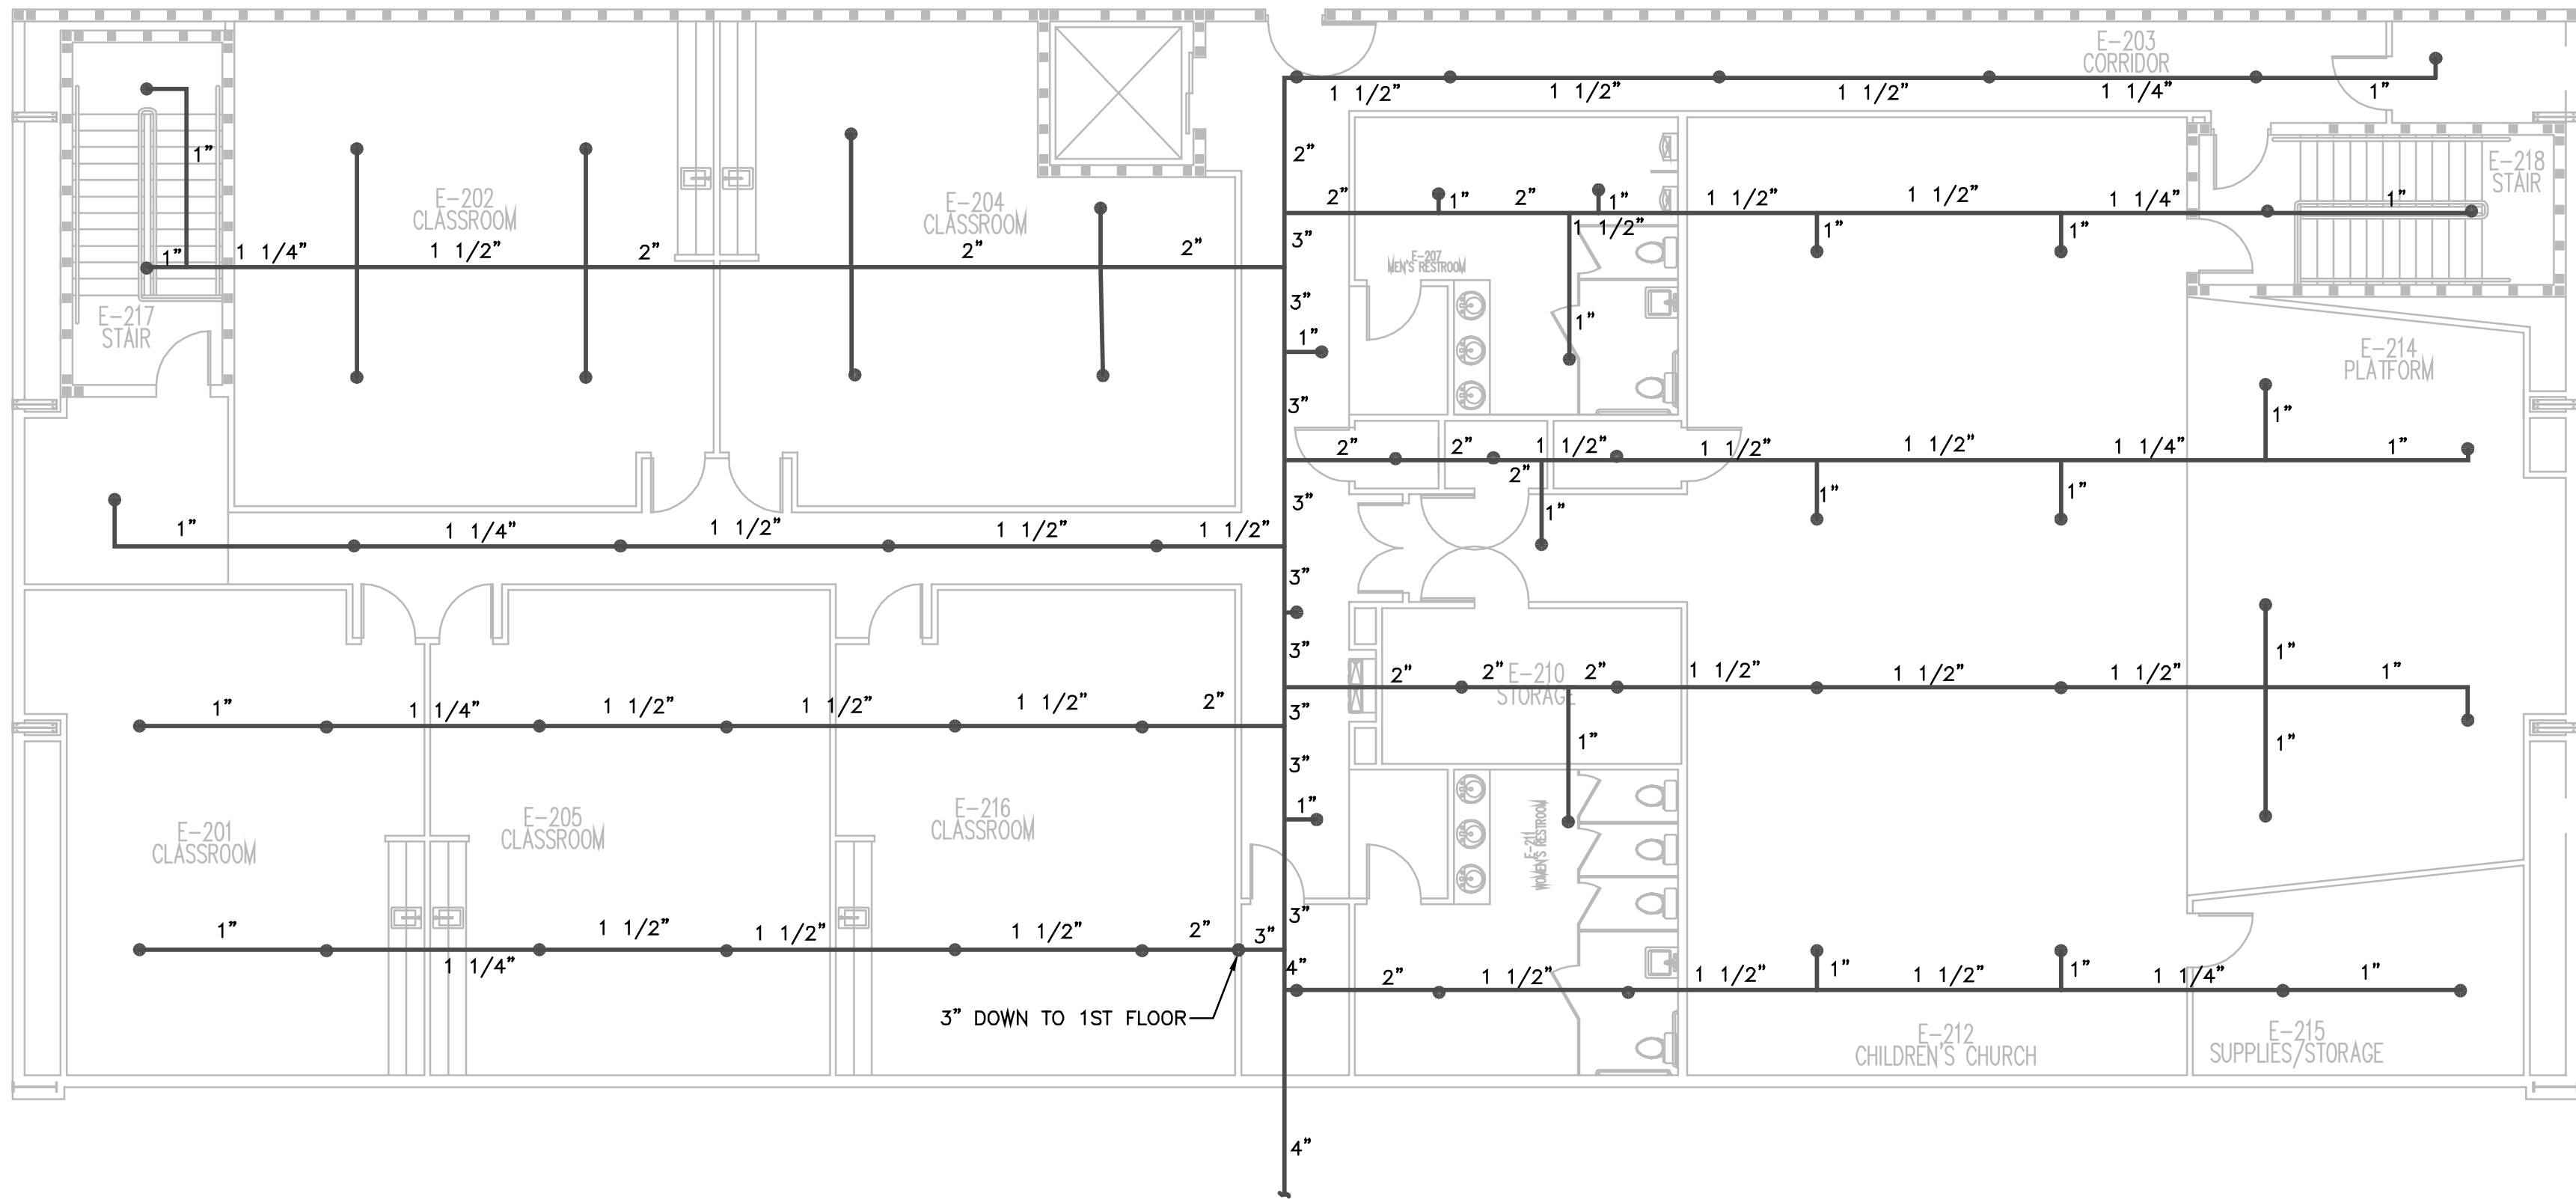 E-203
CORRIDOR
1 1/2”
1 1/2”
1 1/2”
1 1/4”
1”
1”
2”
E-218
STAIR
E-202
CLASSROOM
E-204
CLASSROOM
2”
1”
2”
1”
1 1/2”
1 1/2”
1 1/4”
1”
1 1/2”
1”
1”
1”
1 1/4”
1 1/2”
2”
2”
2”
3”
E-207
MEN'S RESTROOM
E-217
STAIR
3”
1”
1”
E-214
PLATFORM
3”
1”
2”
2”
1 1/2”
1 1/2”
1 1/2”
1 1/4”
1”
2”
3”
1”
1”
1”
1”
1 1/4”
1 1/2”
1 1/2”
1 1/2”
3”
3”
1”
2”
2”
2”
1 1/2”
1 1/2”
1 1/2”
1”
E-210
STORAGE
1”
1 1/4”
1 1/2”
1 1/2”
1 1/2”
2”
3”
3”
1”
1”
1”
E-201
CLASSROOM
E-205
CLASSROOM
E-216
CLASSROOM
E-211
WOMEN'S RESTROOM
3”
1”
1 1/4”
1 1/2”
1 1/2”
1 1/2”
2”
3”
4”
2”
1 1/2”
1 1/2”
1”
1 1/2”
1”
1 1/4”
1”
3” DOWN TO 1ST FLOOR
E-212
CHILDREN'S CHURCH
E-215
SUPPLIES/STORAGE
4”